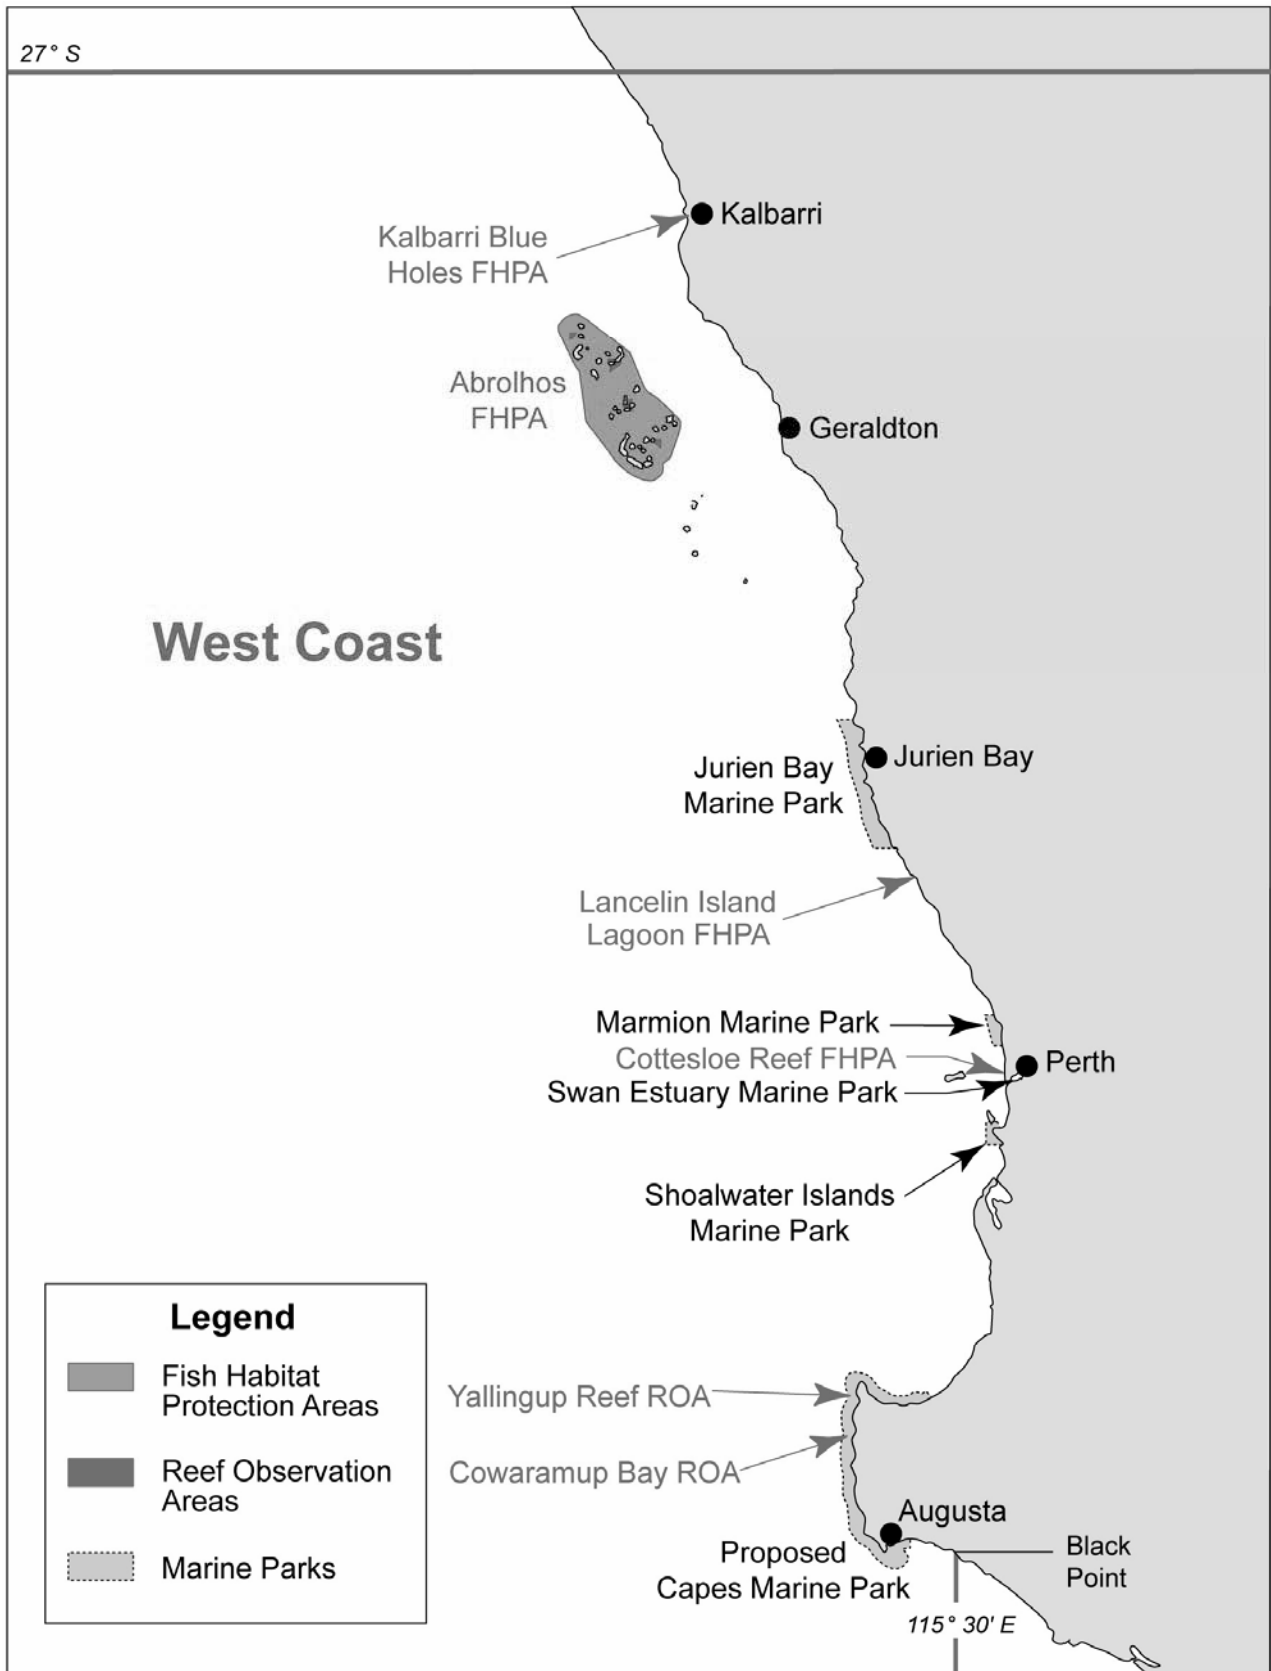 27° S
Kalbarri
Kalbarri Blue
Holes FHPA
Abrolhos
FHPA
Geraldton
West Coast
Jurien Bay
Jurien Bay
Marine Park
Lancelin Island
Lagoon FHPA
Marmion Marine Park
Cottesloe Reef FHPA
Perth
Swan Estuary Marine Park
Shoalwater Islands
Marine Park
Legend
Fish Habitat
Protection Areas
Reef Observation
Areas
Marine Parks
Yallingup Reef ROA
Cowaramup Bay ROA
Augusta
Proposed
Capes Marine Park
Black
Point
115° 30' E